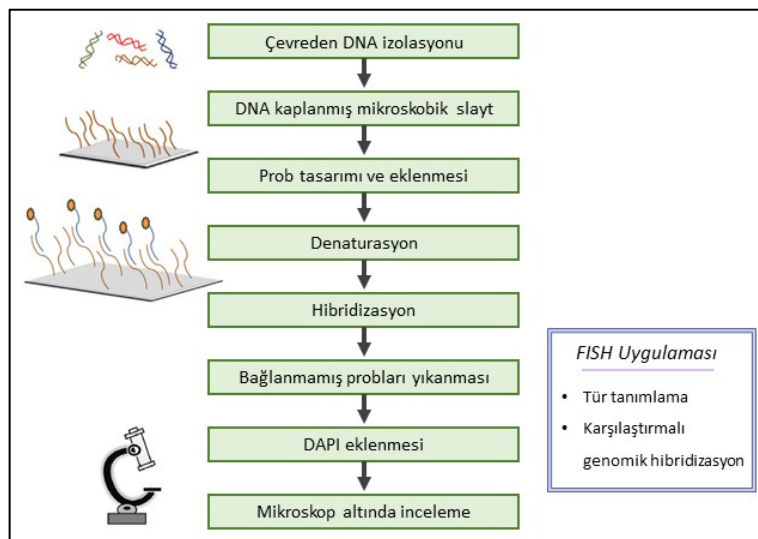 Çevreden DNA izolasyonu
DNA kaplanmış mikroskobik slayt
Prob tasarımı ve eklenmesi
Denaturasyon
Hibridizasyon
Bağlanmamış probları yıkanması
DAPI eklenmesi
Mikroskop altında inceleme
FISH Uygulaması
• Tür tanımlama
• Karşılaştırmalı
genomik hibridizasyon